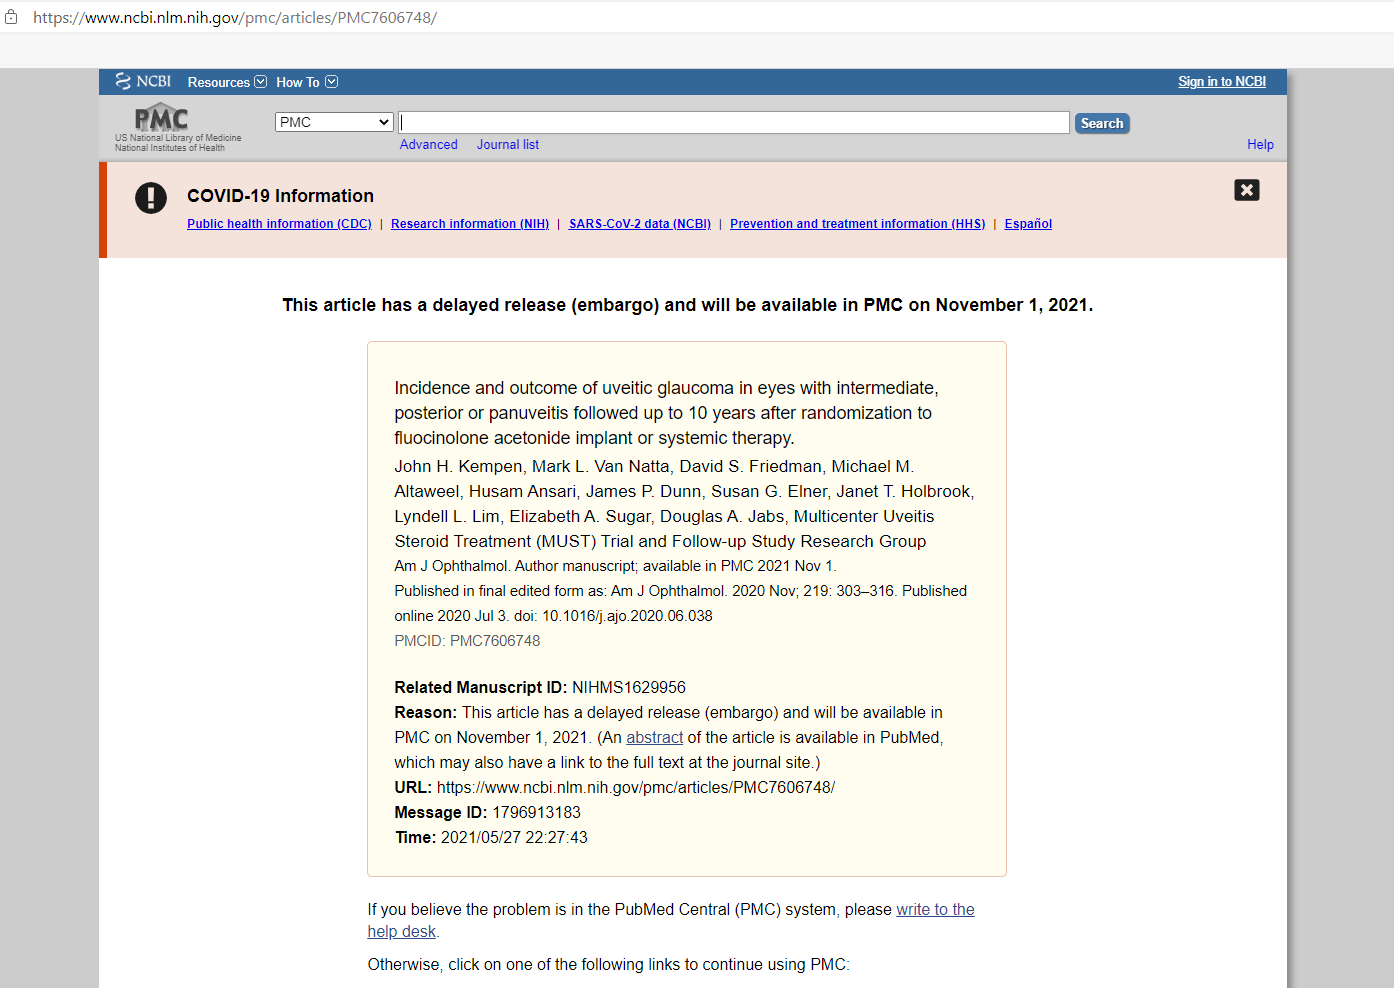 https://www.ncbi.nlm.nih.gov/pmc/articles/PMC7606748/
NCBI Resources How To Sign in to NCBI
PMC
US National Library of Medicine
National Institutes of Health
PMC Search
Advanced Journal list Help
COVID-19 Information
Public health information (CDC) | Research information (NIH) | SARS-CoV-2 data (NCBI) | Prevention and treatment information (HHS) | Español
This article has a delayed release (embargo) and will be available in PMC on November 1, 2021.
Incidence and outcome of uveitic glaucoma in eyes with intermediate,
posterior or panuveitis followed up to 10 years after randomization to
fluocinolone acetonide implant or systemic therapy.
John H. Kempen, Mark L. Van Natta, David S. Friedman, Michael M.
Altaweel, Husam Ansari, James P. Dunn, Susan G. Elner, Janet T. Holbrook,
Lyndell L. Lim, Elizabeth A. Sugar, Douglas A. Jabs, Multicenter Uveitis
Steroid Treatment (MUST) Trial and Follow-up Study Research Group
Am J Ophthalmol. Author manuscript; available in PMC 2021 Nov 1.
Published in final edited form as: Am J Ophthalmol. 2020 Nov; 219: 303–316. Published
online 2020 Jul 3. doi: 10.1016/j.ajo.2020.06.038
PMCID: PMC7606748
Related Manuscript ID: NIHMS1629956
Reason: This article has a delayed release (embargo) and will be available in
PMC on November 1, 2021. (An abstract of the article is available in PubMed,
which may also have a link to the full text at the journal site.)
URL: https://www.ncbi.nlm.nih.gov/pmc/articles/PMC7606748/
Message ID: 1796913183
Time: 2021/05/27 22:27:43
If you believe the problem is in the PubMed Central (PMC) system, please write to the
help desk.
Otherwise, click on one of the following links to continue using PMC: